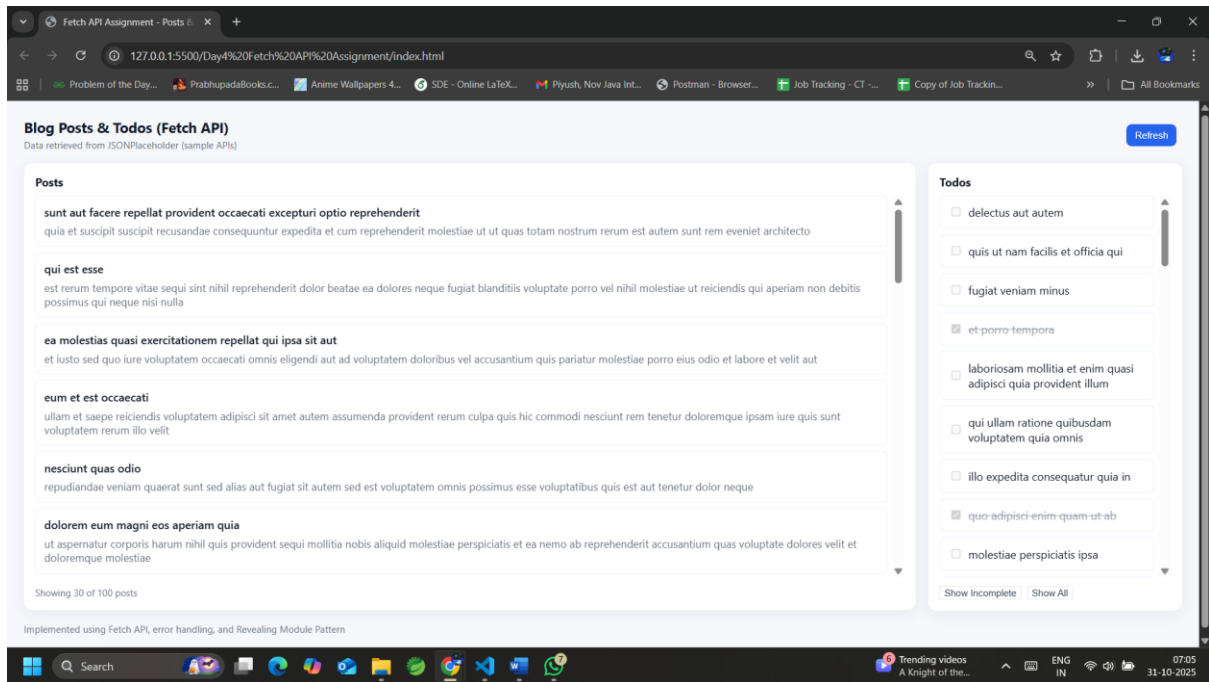 Fetch API Assignment - Posts &
127.0.0.1:5500/Day4%20Fetch%20API%20Assignment/index.html
Problem of the Day...
PrabhupadaBooks.c...
Anime Wallpapers 4...
SDE - Online LaTeX...
Piyush, Nov Java Int...
Postman - Browser...
Job Tracking - CT -...
Copy of Job Trackin...
All Bookmarks
Blog Posts & Todos (Fetch API)
Data retrieved from JSONPlaceholder (sample APIs)
Refresh
Posts
sunt aut facere repellat provident occaecati excepturi optio reprehenderit
quia et suscipit suscipit recusandae consequuntur expedita et cum reprehenderit molestiae ut ut quas totam nostrum rerum est autem sunt rem eveniet architecto
qui est esse
est rerum tempore vitae sequi sint nihil reprehenderit dolor beatae ea dolores neque fugiat blanditiis voluptate porro vel nihil molestiae ut reiciendis qui aperiam non debitis
possimus qui neque nisi nulla
ea molestias quasi exercitationem repellat qui ipsa sit aut
et iusto sed quo iure voluptatem occaecati omnis eligendi aut ad voluptatem doloribus vel accusantium quis pariatur molestiae porro eius odio et labore et velit aut
eum et est occaecati
ullam et saepe reiciendis voluptatem adipisci sit amet autem assumenda provident rerum culpa quis hic commodi nesciunt rem tenetur doloremque ipsam iure quis sunt
voluptatem rerum illo velit
nesciunt quas odio
repudiandae veniam quaerat sunt sed alias aut fugiat sit autem sed est voluptatem omnis possimus esse voluptatibus quis est aut tenetur dolor neque
dolorem eum magni eos aperiam quia
ut aspernatur corporis harum nihil quis provident sequi mollitia nobis aliquid molestiae perspiciatis et ea nemo ab reprehenderit accusantium quas voluptate dolores velit et
doloremque molestiae
Showing 30 of 100 posts
Todos
delectus aut autem
quis ut nam facilis et officia qui
fugiat veniam minus
et porro tempora
laboriosam mollitia et enim quasi
adipisci quia provident illum
qui ullam ratione quibusdam
voluptatem quia omnis
illo expedita consequatur quia in
quo adipisci enim quam ut ab
molestiae perspiciatis ipsa
Show Incomplete
Show All
Implemented using Fetch API, error handling, and Revealing Module Pattern
Search
6
Trending videos
A Knight of the...
ENG
IN
07:05
31-10-2025